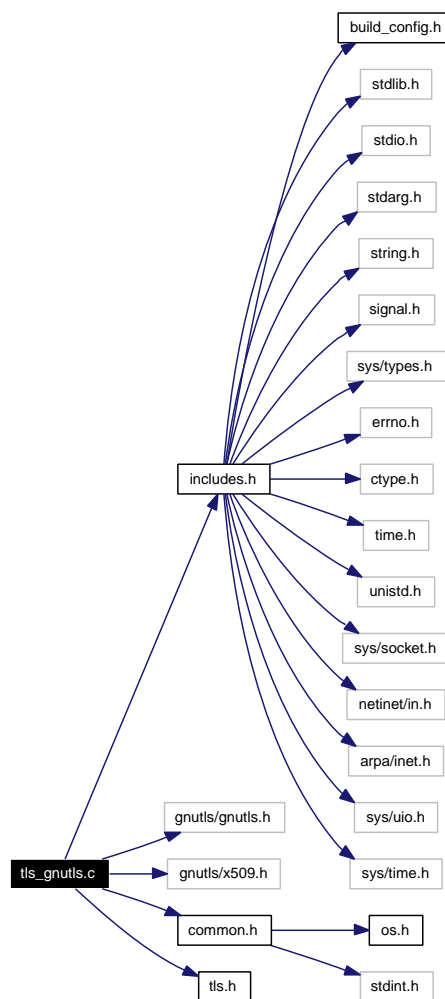 build_config.h
stdlib.h
stdio.h
stdarg.h
string.h
signal.h
sys/types.h
errno.h
includes.h
ctype.h
time.h
unistd.h
sys/socket.h
netinet/in.h
arpa/inet.h
gnutls/gnutls.h
sys/uio.h
tls_gnutls.c
gnutls/x509.h
sys/time.h
common.h
os.h
tls.h
stdint.h